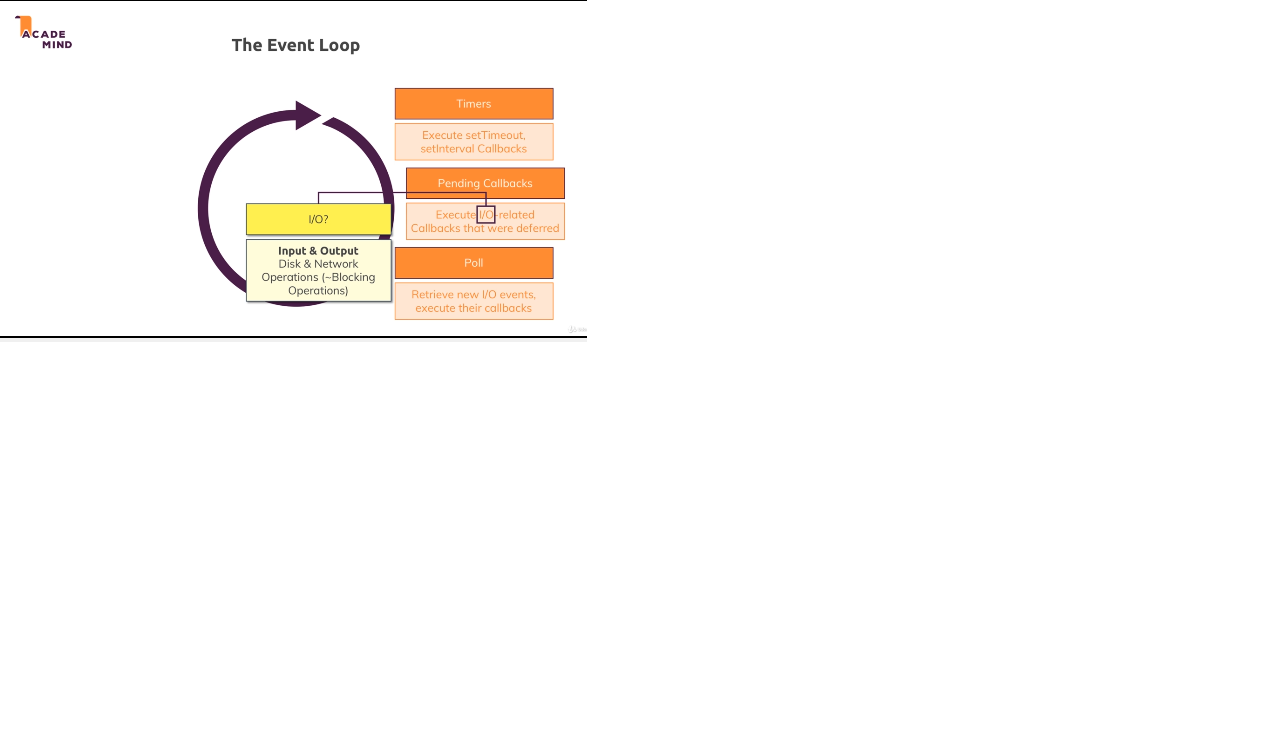 ACADE
MIND
The Event Loop
Timers
Execute setTimeout,
setInterval Callbacks
Pending Callbacks
Execute I/O-related
Callbacks that were deferred
I/O?
Input & Output
Disk & Network
Operations (~Blocking
Operations)
Poll
Retrieve new I/O events,
execute their callbacks